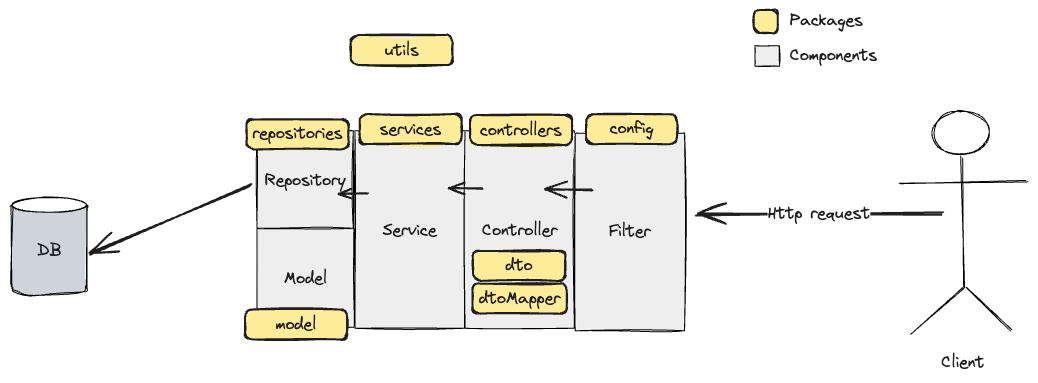 Packages
utils
Components
repositories
services
controllers
config
Repository
Http request
Service
Controller
Filter
DB
dto
Model
dtoMapper
model
Client